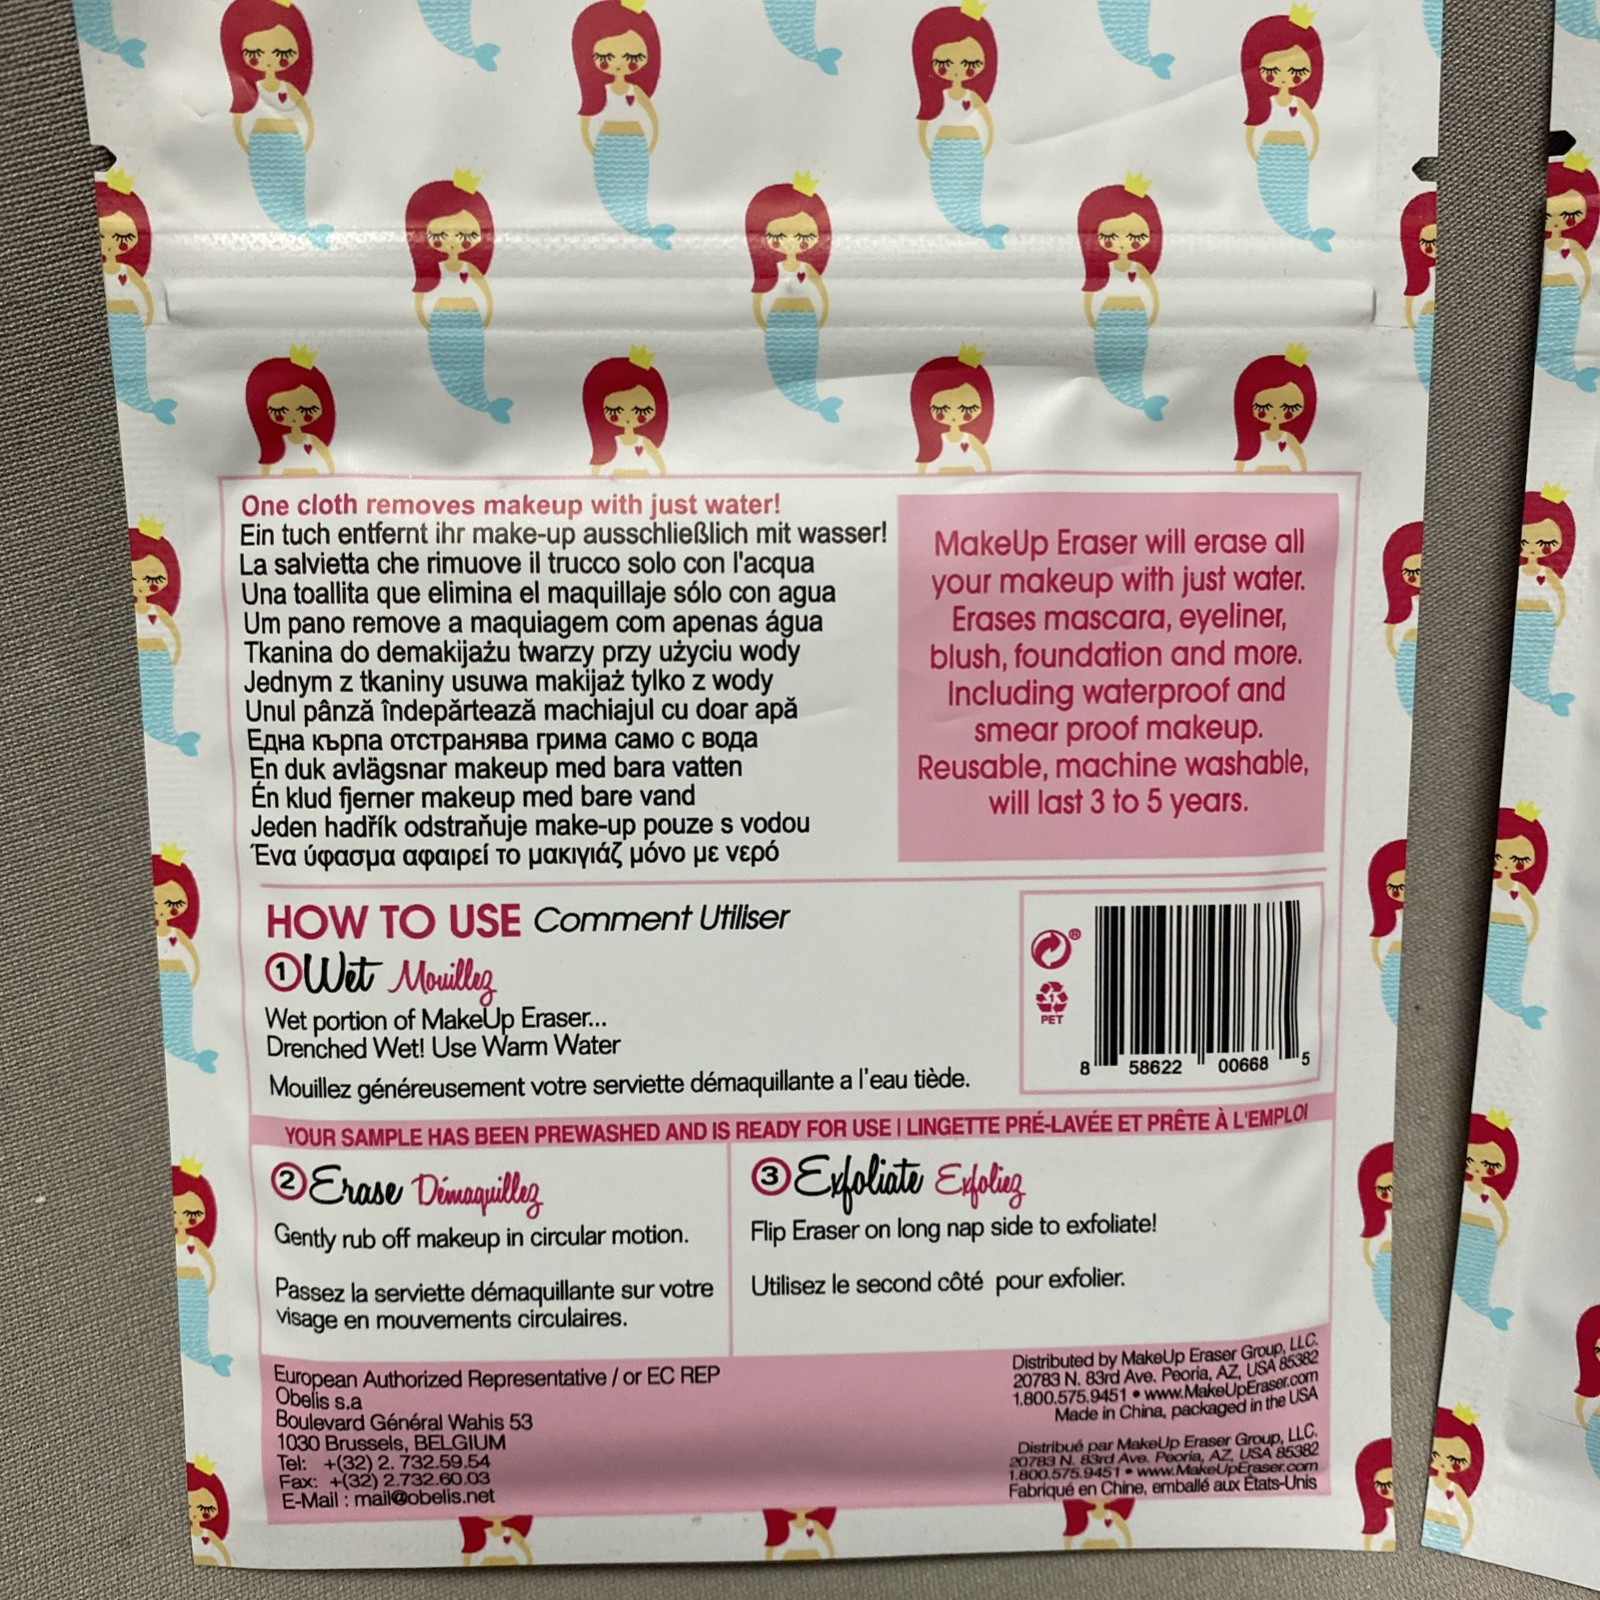 One cloth removes makeup with just water!
Ein tuch entfernt ihr make-up ausschließlich mit wasser!
La salvietta che rimuove il trucco solo con l'acqua
Una toallita que elimina el maquillaje sólo con agua
Um pano remove a maquiagem com apenas água
Tkanina do demakijażu twarzy przy użyciu wody
Jednym z tkaniny usuwa makijaż tylko z wody
Unul pânză îndepărtează machiajul cu doar apă
Една кърпа отстранява грима само с вода
En duk avlägsnar makeup med bara vatten
Én klud fjerner makeup med bare vand
Jeden hadřík odstraňuje make-up pouze s vodou
Ένα ύφασμα αφαιρεί το μακιγιάζ μόνο με νερό
MakeUp Eraser will erase all
your makeup with just water.
Erases mascara, eyeliner,
blush, foundation and more.
Including waterproof and
smear proof makeup.
Reusable, machine washable,
will last 3 to 5 years.
HOW TO USE Comment Utiliser
1 Wet Mouillez
Wet portion of MakeUp Eraser...
Drenched Wet! Use Warm Water
Mouillez généreusement votre serviette démaquillante a l'eau tiède.
®
1
PET
8 58622 00668 5
YOUR SAMPLE HAS BEEN PREWASHED AND IS READY FOR USE | LINGETTE PRÉ-LAVÉE ET PRÊTE À L'EMPLOI
2 Erase Démaquillez
Gently rub off makeup in circular motion.
Passez la serviette démaquillante sur votre
visage en mouvements circulaires.
3 Exfoliate Exfoliez
Flip Eraser on long nap side to exfoliate!
Utilisez le second côté pour exfolier.
European Authorized Representative / or EC REP
Obelis s.a
Boulevard Général Wahis 53
1030 Brussels, BELGIUM
Tel: +(32) 2. 732.59.54
Fax: +(32) 2.732.60.03
E-Mail : mail@obelis.net
Distributed by MakeUp Eraser Group, LLC.
20783 N. 83rd Ave. Peoria, AZ, USA 85382
1.800.575.9451 • www.MakeUpEraser.com
Made in China, packaged in the USA
Distribué par MakeUp Eraser Group, LLC.
20783 N. 83rd Ave. Peoria, AZ, USA 85382
1.800.575.9451 • www.MakeUpEraser.com
Fabriqué en Chine, emballé aux États-Unis